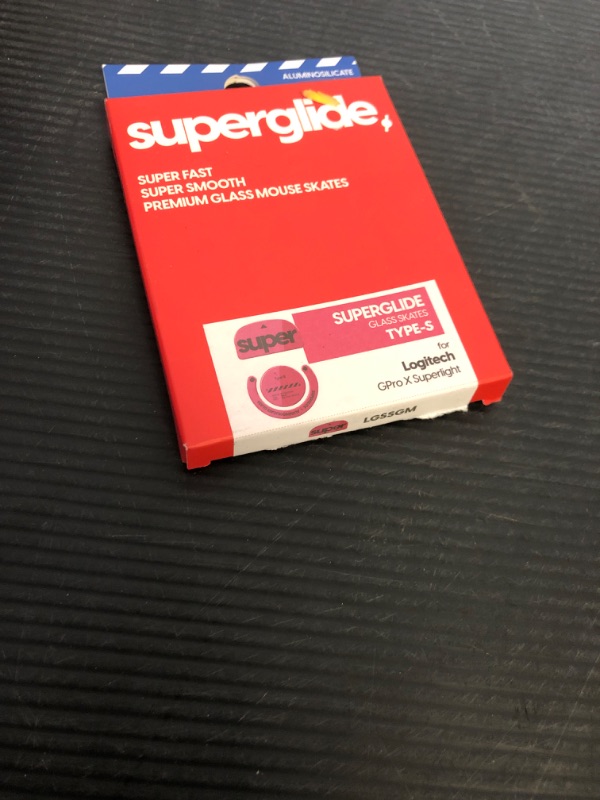 ALUMINOSILICATE
superglide
SUPER FAST
SUPER SMOOTH
PREMIUM GLASS MOUSE SKATES
SUPERGLIDE
GLASS SKATES
TYPE-S
super
for
Logitech
GPro X Superlight
super
LGSSGM